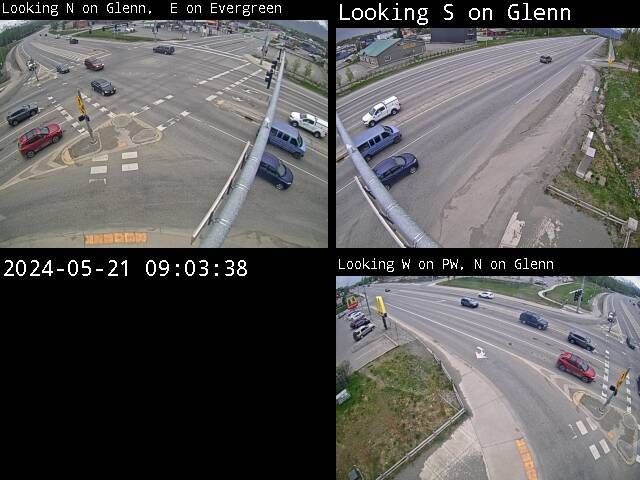 Looking N on Glenn,  E on Evergreen
Looking S on Glenn
2024-05-21 09:03:38
Looking W on PW, N on Glenn